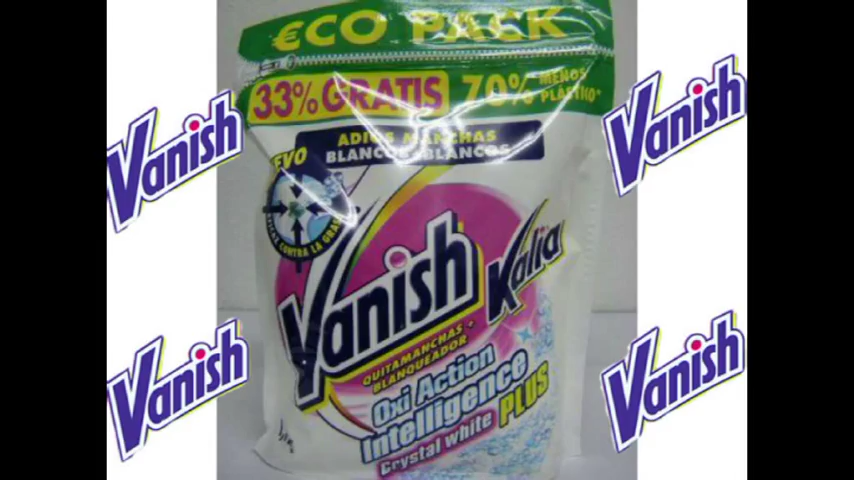 €CO PACK
33% GRATIS 70% MENOS PLÁSTICO*
ADIOS MANCHAS
BLANCOS BLANCOS
Vanish
Vanish
Kalia
Vanish
QUITAMANCHAS +
BLANQUEADOR
Oxi Action
Intelligence
Crystal white PLUS
Vanish
Vanish
Vanish